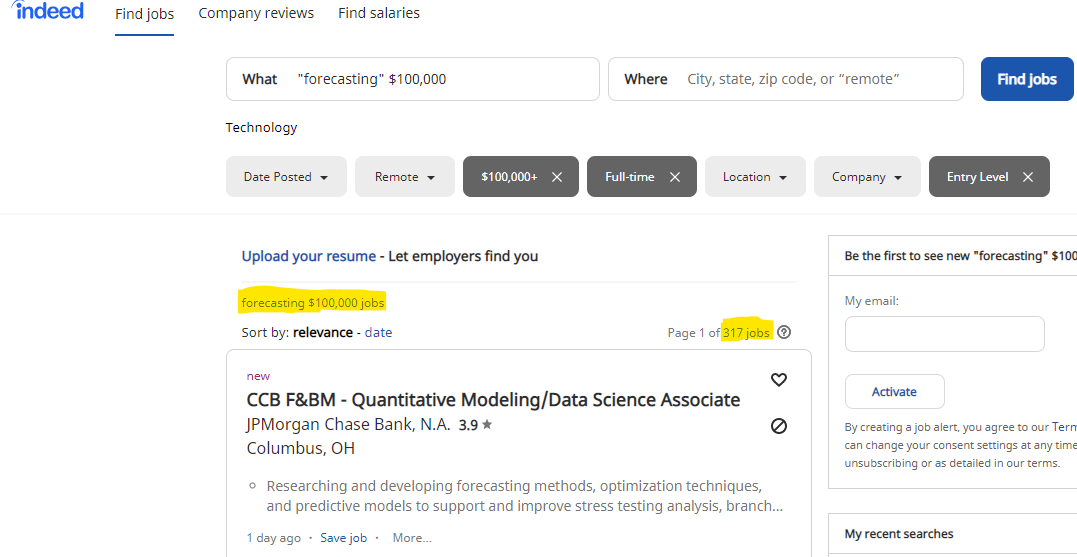 indeed Find jobs Company reviews Find salaries
What "forecasting" $100,000 Where City, state, zip code, or “remote” Find jobs
Technology
Date Posted Remote $100,000+ Full-time Location Company Entry Level
Upload your resume - Let employers find you
forecasting $100,000 jobs
Sort by: relevance - date Page 1 of 317 jobs
new
CCB F&BM - Quantitative Modeling/Data Science Associate
JPMorgan Chase Bank, N.A. 3.9
Columbus, OH
Researching and developing forecasting methods, optimization techniques,
and predictive models to support and improve stress testing analysis, branch...
1 day ago · Save job · More...
Be the first to see new "forecasting" $100
My email:
Activate
By creating a job alert, you agree to our Term
can change your consent settings at any time
unsubscribing or as detailed in our terms.
My recent searches